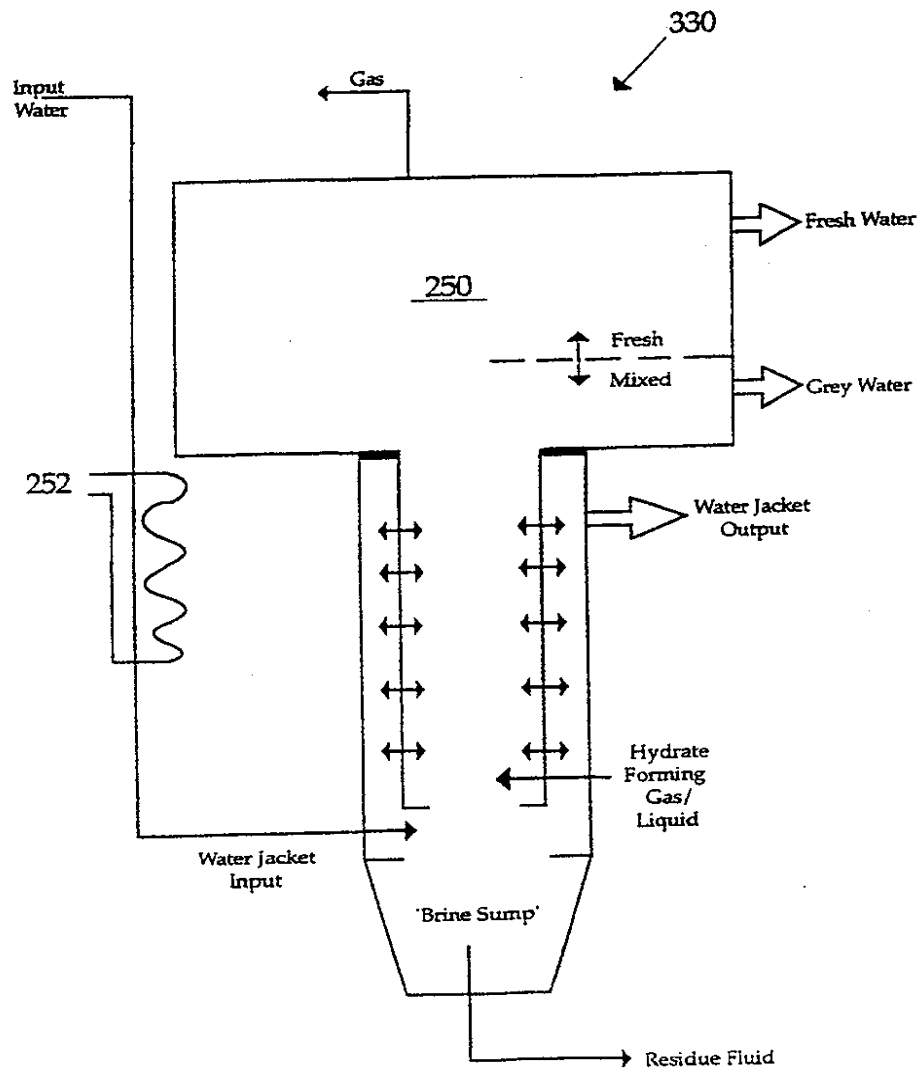 330
Gas
Input
Water
Fresh Water
250
Fresh
Mixed
Grey Water
252
Water Jacket
Output
Hydrate
Forming
Gas/
Liquid
Water Jacket
Input
'Brine Sump'
Residue Fluid